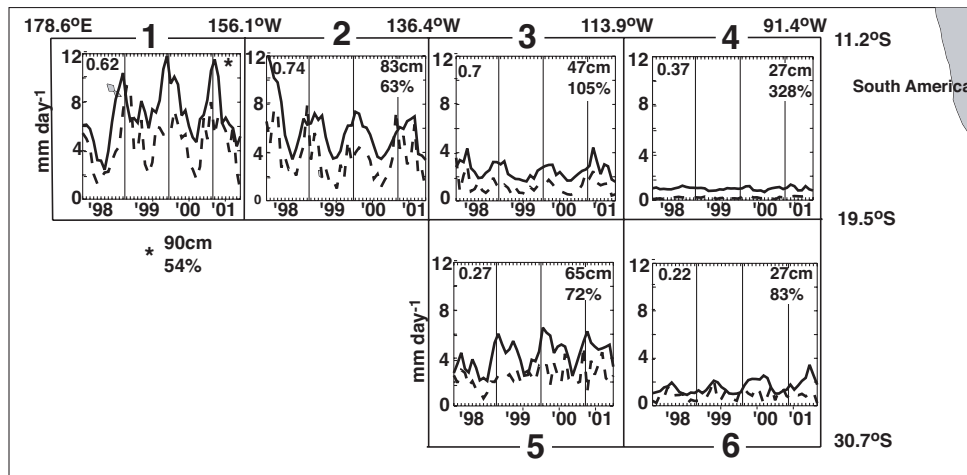 178.6ºE 156.1ºW 136.4ºW 113.9ºW 91.4ºW
1 2 3 4
11.2ºS
South America
mm day-1
12
8
4
0
0.62
*
'98 '99 '00 '01
12
8
4
0
0.74
83cm
63%
'98 '99 '00 '01
12
8
4
0
0.7
47cm
105%
'98 '99 '00 '01
12
8
4
0
0.37
27cm
328%
'98 '99 '00 '01
19.5ºS
* 90cm
54%
mm day-1
12
8
4
0
0.27
65cm
72%
'98 '99 '00 '01
12
8
4
0
0.22
27cm
83%
'98 '99 '00 '01
5 6
30.7ºS